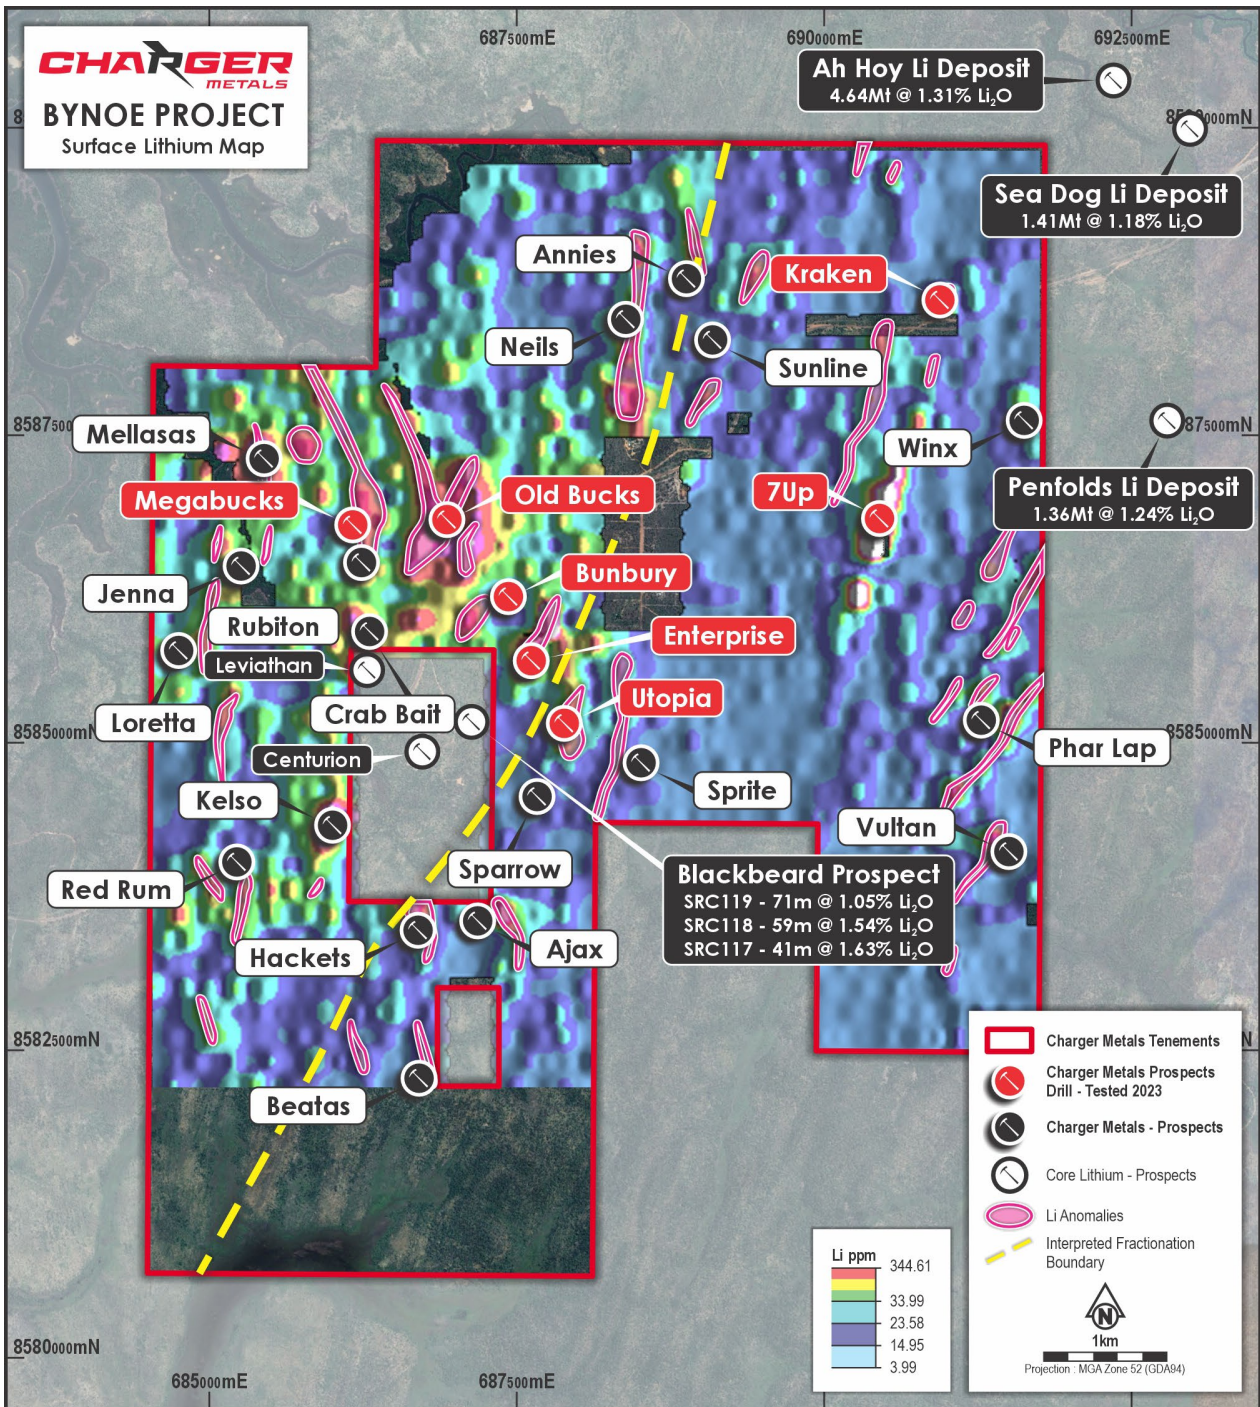 CHARGER
METALS
BYNOE PROJECT
Surface Lithium Map
687500mE
690000mE
692500mE
Ah Hoy Li Deposit
4.64Mt @ 1.31% Li₂O
000mN
Sea Dog Li Deposit
1.41Mt @ 1.18% Li₂O
Annies
Kraken
Neils
Sunline
8587500
Mellasas
Winx
87500mN
Megabucks
Old Bucks
7Up
Penfolds Li Deposit
1.36Mt @ 1.24% Li₂O
Bunbury
Jenna
Rubiton
Enterprise
Leviathan
Utopia
Loretta
Crab Bait
8585000mN
8585000mN
Centurion
Phar Lap
Kelso
Sprite
Vultan
Sparrow
Red Rum
Blackbeard Prospect
SRC119 - 71m @ 1.05% Li₂O
SRC118 - 59m @ 1.54% Li₂O
SRC117 - 41m @ 1.63% Li₂O
Hackets
Ajax
8582500mN
Beatas
Charger Metals Tenements
Charger Metals Prospects
Drill - Tested 2023
Charger Metals - Prospects
Core Lithium - Prospects
Li Anomalies
Interpreted Fractionation
Boundary
N
1km
Projection : MGA Zone 52 (GDA94)
Li ppm
344.61
33.99
23.58
14.95
3.99
8580000mN
685000mE
687500mE